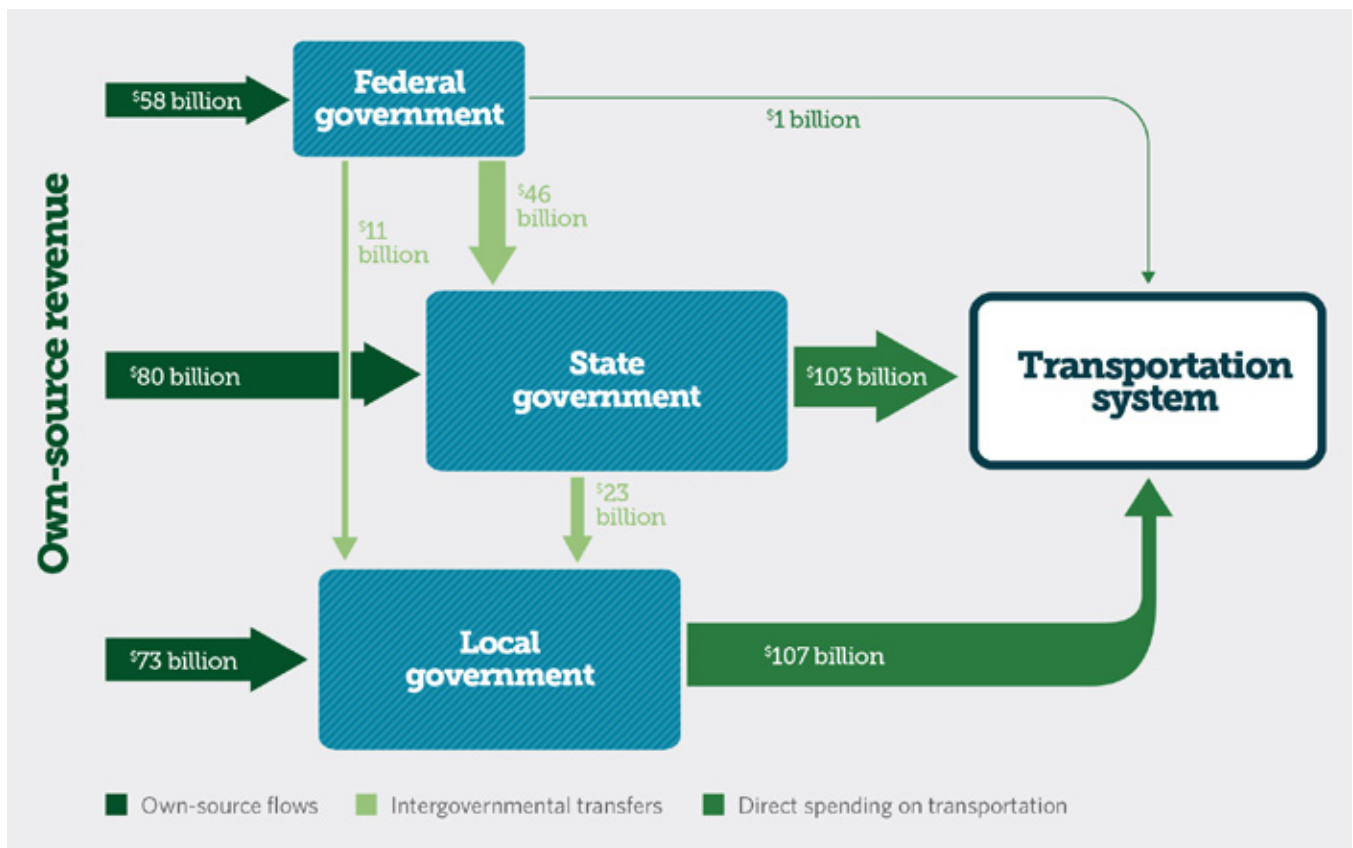 Own-source revenue
$58 billion
Federal
government
$1 billion
$11
billion
$46
billion
$80 billion
State
government
$103 billion
Transportation
system
$23
billion
$73 billion
Local
government
$107 billion
Own-source flows
Intergovernmental transfers
Direct spending on transportation